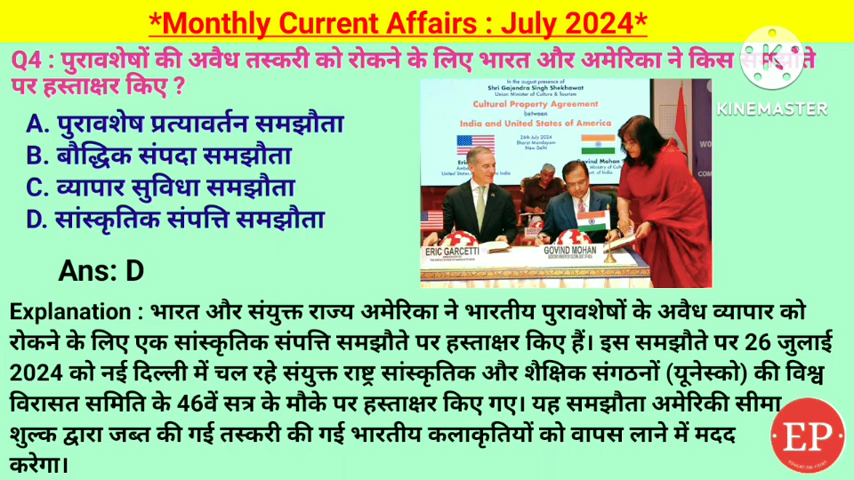 *Monthly Current Affairs : July 2024*
Q4 : पुरावशेषों की अवैध तस्करी को रोकने के लिए भारत और अमेरिका ने किस समझौते
पर हस्ताक्षर किए ?
KINEMASTER
A. पुरावशेष प्रत्यावर्तन समझौता
B. बौद्धिक संपदा समझौता
C. व्यापार सुविधा समझौता
D. सांस्कृतिक संपत्ति समझौता
Ans: D
In the august presence of
Shri Gajendra Singh Shekhawat
Union Minister of Culture & Tourism
Cultural Property Agreement
between
India and United States of America
26th July 2024
Bharat Mandapam
New Delhi
Govind Mohan
ERIC GARCETTI
GOVIND MOHAN
Explanation : भारत और संयुक्त राज्य अमेरिका ने भारतीय पुरावशेषों के अवैध व्यापार को
रोकने के लिए एक सांस्कृतिक संपत्ति समझौते पर हस्ताक्षर किए हैं। इस समझौते पर 26 जुलाई
2024 को नई दिल्ली में चल रहे संयुक्त राष्ट्र सांस्कृतिक और शैक्षिक संगठनों (यूनेस्को) की विश्व
विरासत समिति के 46वें सत्र के मौके पर हस्ताक्षर किए गए। यह समझौता अमेरिकी सीमा
शुल्क द्वारा जब्त की गई तस्करी की गई भारतीय कलाकृतियों को वापस लाने में मदद
करेगा।
EP